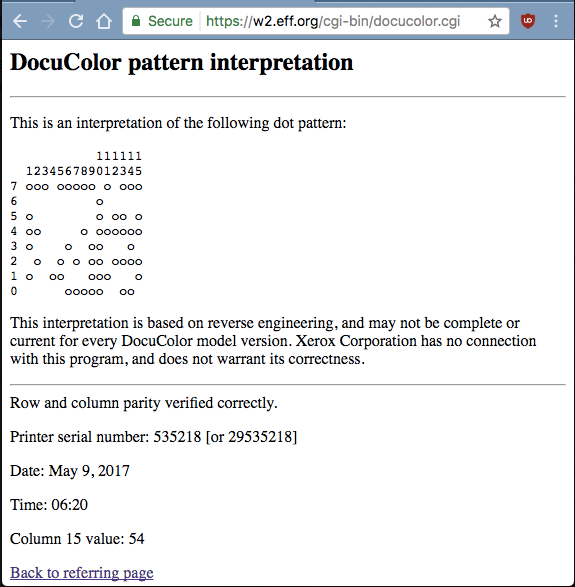 Secure https://w2.eff.org/cgi-bin/docucolor.cgi
DocuColor pattern interpretation
This is an interpretation of the following dot pattern:
           111111
  123456789012345
7 ooo ooooo o ooo
6          o
5 o        o oo o
4 oo     o oooooo
3 o    o  oo   o
2  o  o o oo oooo
1 o  oo   ooo   o
0      ooooo  oo
This interpretation is based on reverse engineering, and may not be complete or
current for every DocuColor model version. Xerox Corporation has no connection
with this program, and does not warrant its correctness.
Row and column parity verified correctly.
Printer serial number: 535218 [or 29535218]
Date: May 9, 2017
Time: 06:20
Column 15 value: 54
Back to referring page